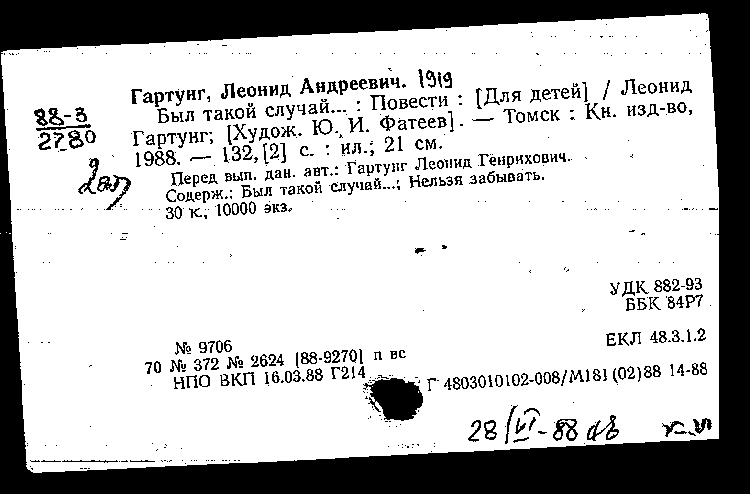 Гартунг, Леонид Андреевич. 1919
88-3
2780
2 эл
Был такой случай... : Повести : [Для детей] / Леонид
Гартунг; [Худож. Ю. И. Фатеев]. — Томск : Кн. изд-во,
1988. — 132, [2] с. : ил.; 21 см.
Перед вып. дан. авт.: Гартунг Леонид Генрихович.
Содерж.: Был такой случай...; Нельзя забывать.
30 к., 10000 экз.
УДК 882-93
ББК 84Р7
№ 9706
70 № 372 № 2624 [88-9270] п вс
ЕКЛ 48.3.1.2
НПО ВКП 16.03.88 Г214
Г 4803010102-008/М181(02)88 14-88
28/VI-88